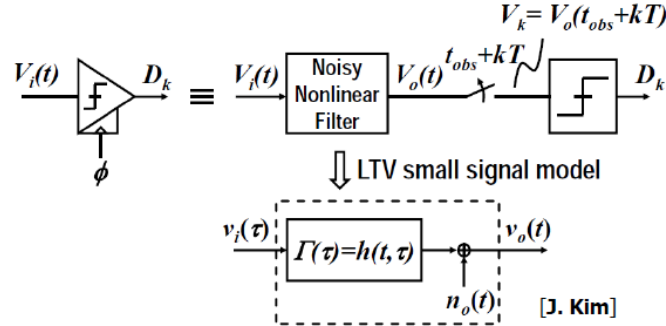 V_k = V_o(t_obs+kT)
V_i(t)
D_k
ϕ
≡
V_i(t)
Noisy
Nonlinear
Filter
V_o(t)
t_obs+kT
D_k
LTV small signal model
v_i(τ)
Γ(τ)=h(t,τ)
v_o(t)
n_o(t)
[J. Kim]